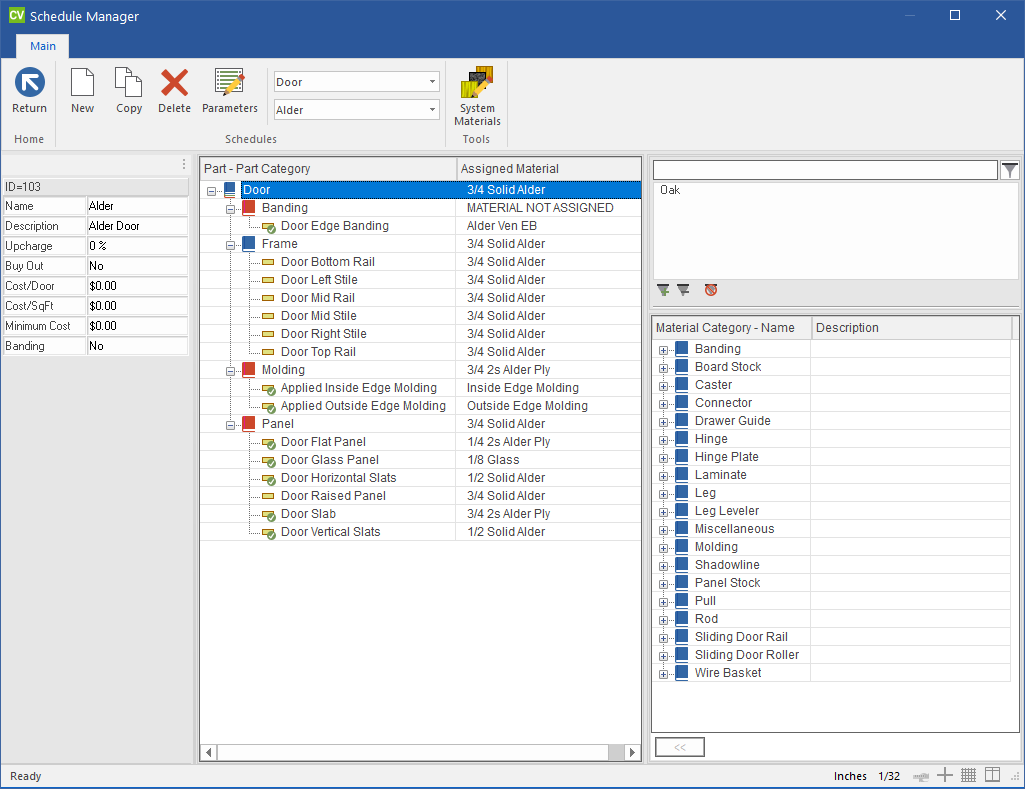 CV Schedule Manager
Main
Return
New
Copy
Delete
Parameters
Door
Alder
System
Materials
Home
Schedules
Tools
ID=103
Name Alder
Description Alder Door
Upcharge 0 %
Buy Out No
Cost/Door $0.00
Cost/SqFt $0.00
Minimum Cost $0.00
Banding No
Part - Part Category Assigned Material
Door 3/4 Solid Alder
Banding MATERIAL NOT ASSIGNED
Door Edge Banding Alder Ven EB
Frame 3/4 Solid Alder
Door Bottom Rail 3/4 Solid Alder
Door Left Stile 3/4 Solid Alder
Door Mid Rail 3/4 Solid Alder
Door Mid Stile 3/4 Solid Alder
Door Right Stile 3/4 Solid Alder
Door Top Rail 3/4 Solid Alder
Molding 3/4 2s Alder Ply
Applied Inside Edge Molding Inside Edge Molding
Applied Outside Edge Molding Outside Edge Molding
Panel 3/4 Solid Alder
Door Flat Panel 1/4 2s Alder Ply
Door Glass Panel 1/8 Glass
Door Horizontal Slats 1/2 Solid Alder
Door Raised Panel 3/4 Solid Alder
Door Slab 3/4 2s Alder Ply
Door Vertical Slats 1/2 Solid Alder
Oak
Material Category - Name Description
Banding
Board Stock
Caster
Connector
Drawer Guide
Hinge
Hinge Plate
Laminate
Leg
Leg Leveler
Miscellaneous
Molding
Shadowline
Panel Stock
Pull
Rod
Sliding Door Rail
Sliding Door Roller
Wire Basket
<<
Ready
Inches 1/32